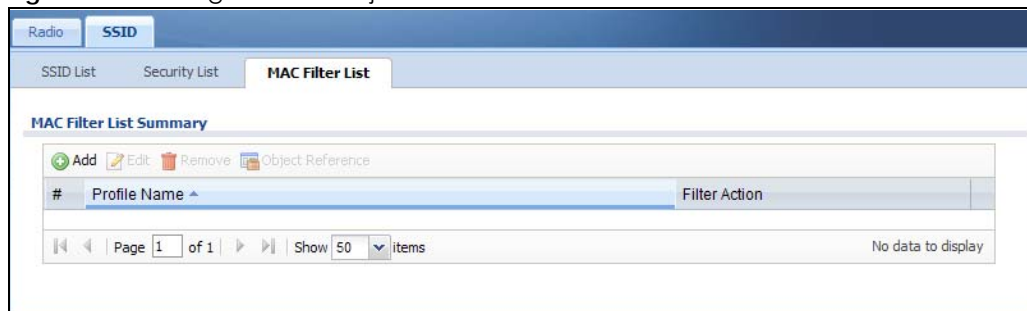 Radio SSID
SSID List Security List MAC Filter List
MAC Filter List Summary
Add Edit Remove Object Reference
# Profile Name Filter Action
Page 1 of 1 Show 50 items No data to display